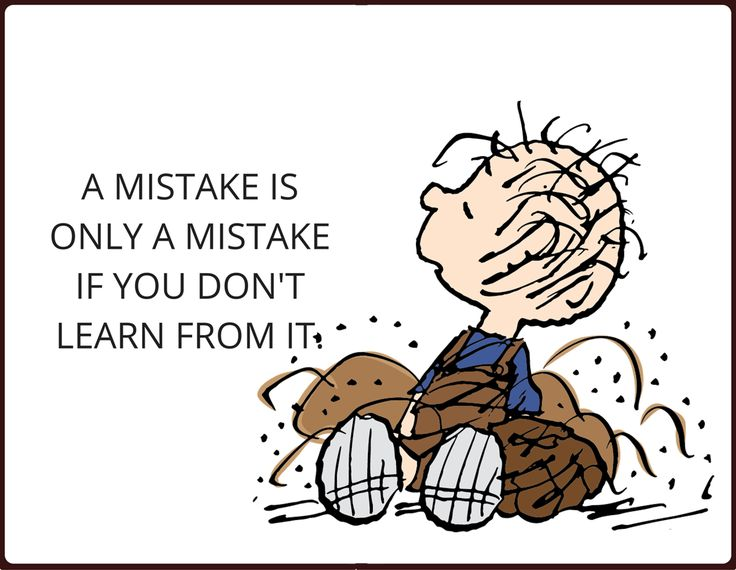 A MISTAKE IS
ONLY A MISTAKE
IF YOU DON'T
LEARN FROM IT.